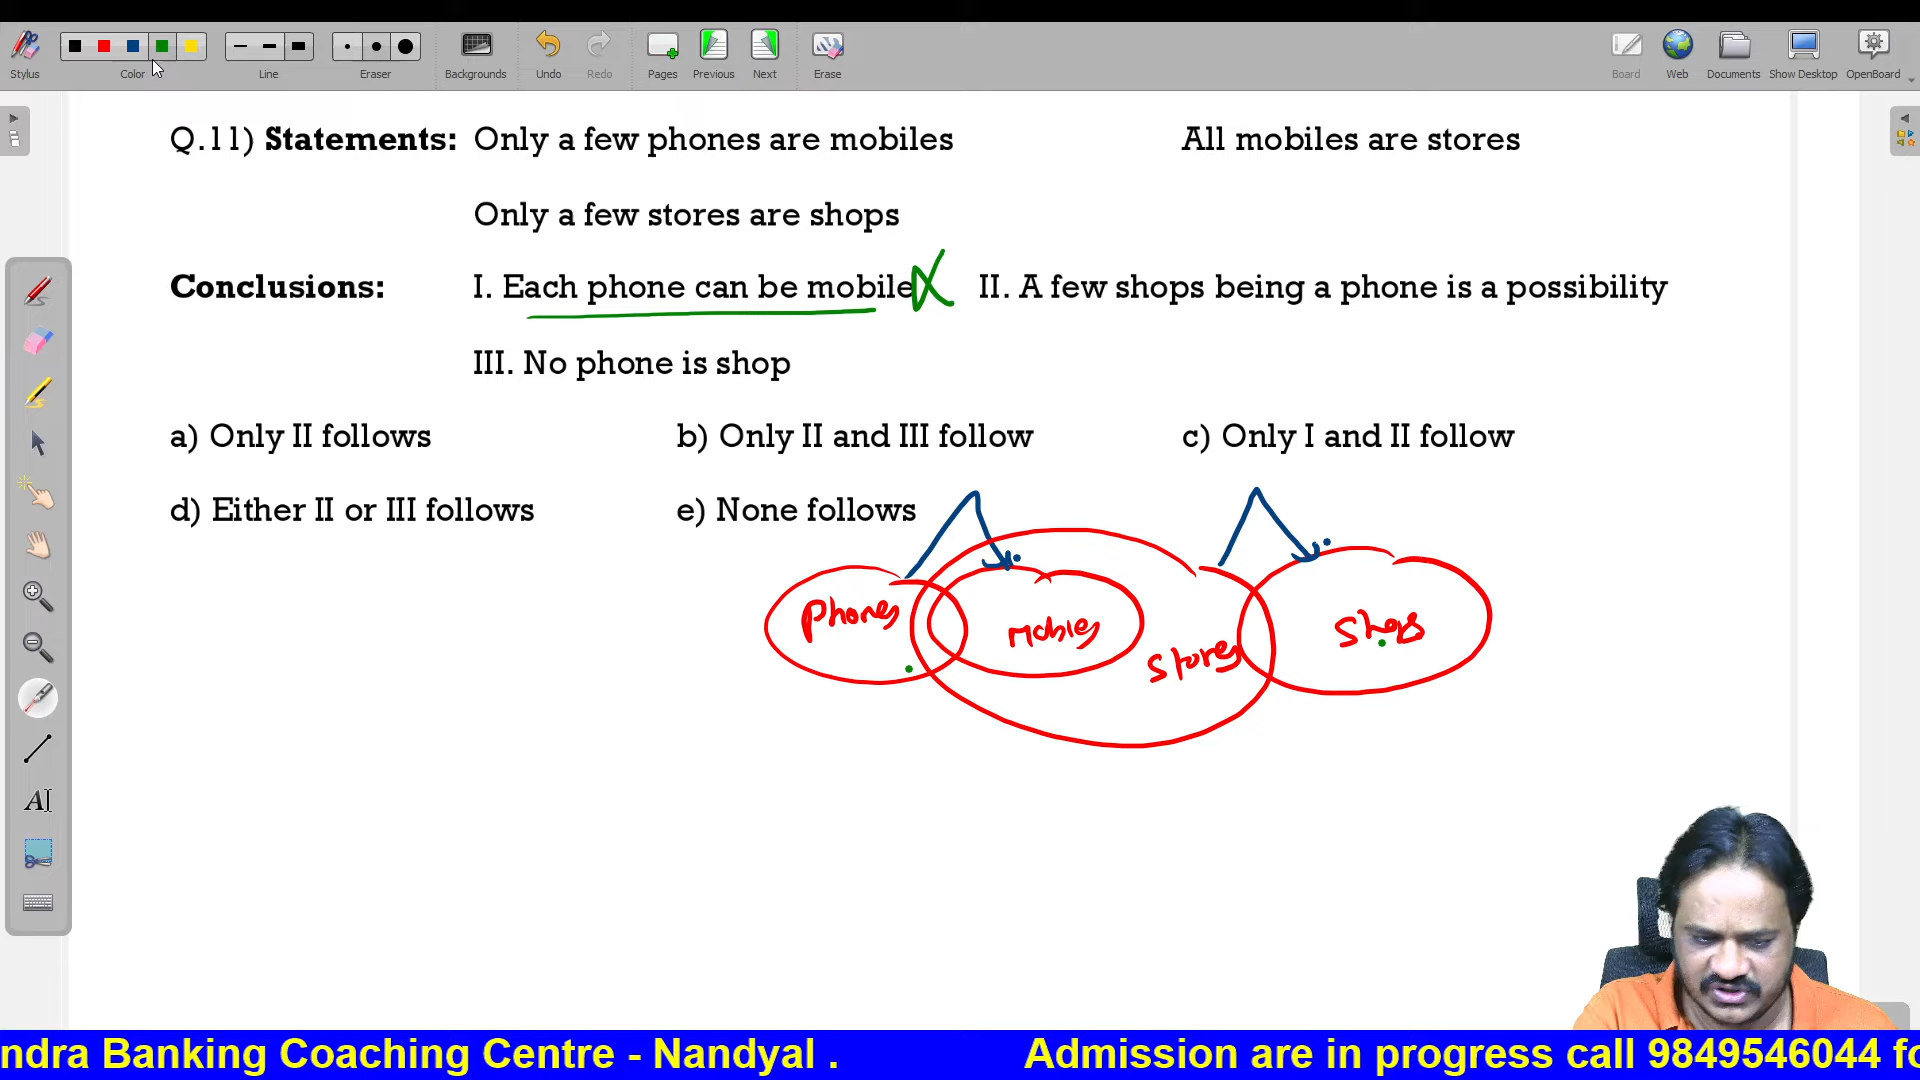 Stylus
Color
Line
Eraser
Backgrounds
Undo
Redo
Pages
Previous
Next
Erase
Board
Web
Documents
Show Desktop
OpenBoard
Q.11) Statements: Only a few phones are mobiles All mobiles are stores
Only a few stores are shops
Conclusions: I. Each phone can be mobile II. A few shops being a phone is a possibility
III. No phone is shop
a) Only II follows b) Only II and III follow c) Only I and II follow
d) Either II or III follows e) None follows
Phones
Mobies
Stores
Shops
ndra Banking Coaching Centre - Nandyal . Admission are in progress call 9849546044 fo